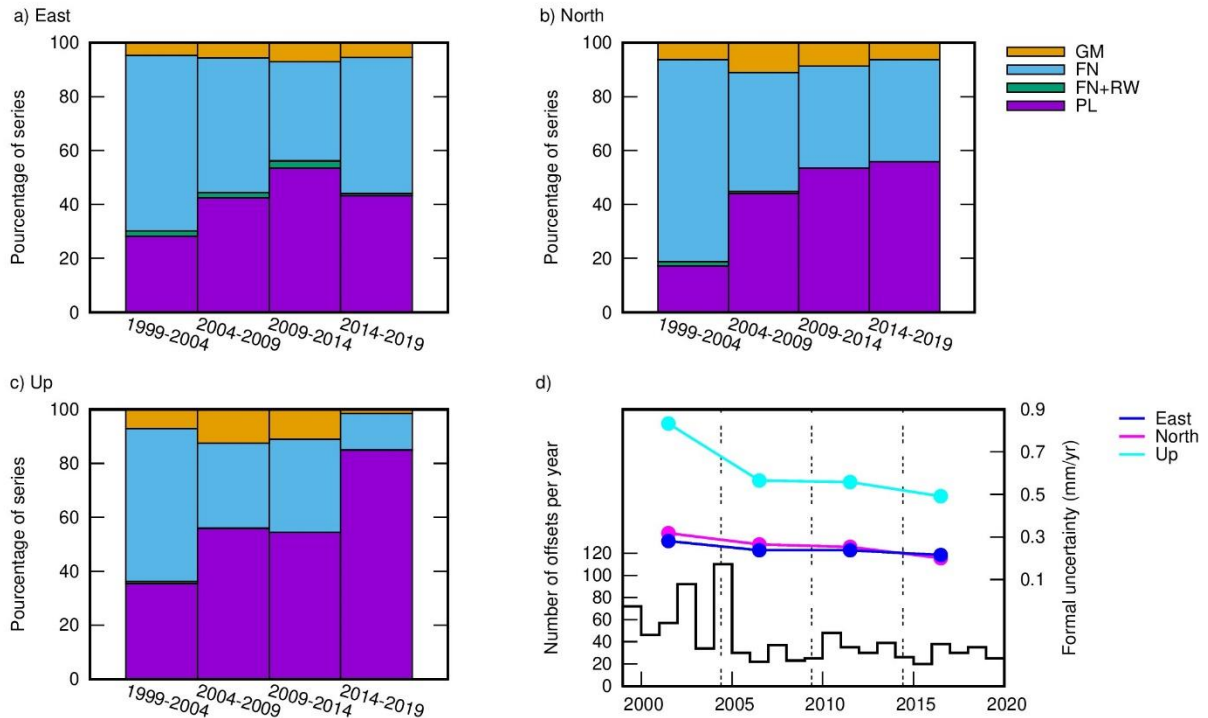 a) East
100
80
60
40
20
0
Pourcentage of series
1999-2004
2004-2009
2009-2014
2014-2019
b) North
100
80
60
40
20
0
Pourcentage of series
1999-2004
2004-2009
2009-2014
2014-2019
GM
FN
FN+RW
PL
c) Up
100
80
60
40
20
0
Pourcentage of series
1999-2004
2004-2009
2009-2014
2014-2019
d)
120
100
80
60
40
20
0
Number of offsets per year
2000
2005
2010
2015
2020
0.9
0.7
0.5
0.3
0.1
Formal uncertainty (mm/yr)
East
North
Up